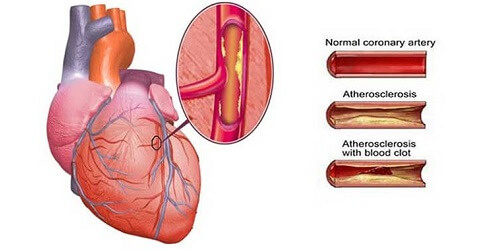 Normal coronary artery
Atherosclerosis
Atherosclerosis
with blood clot